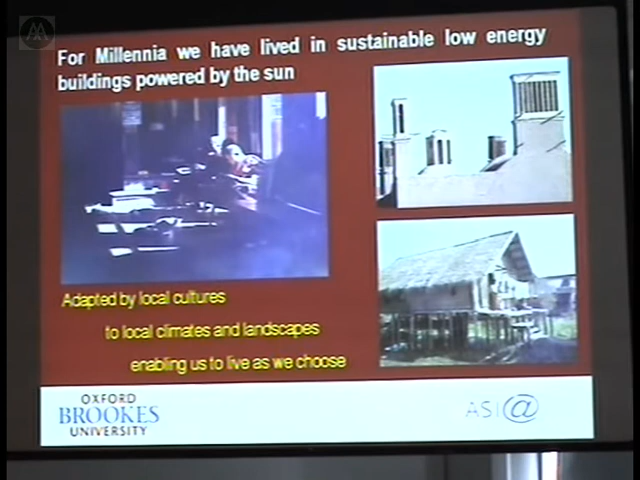 For Millennia we have lived in sustainable low energy
buildings powered by the sun
Adapted by local cultures
to local climates and landscapes
enabling us to live as we choose
OXFORD
BROOKES
UNIVERSITY
ASI@